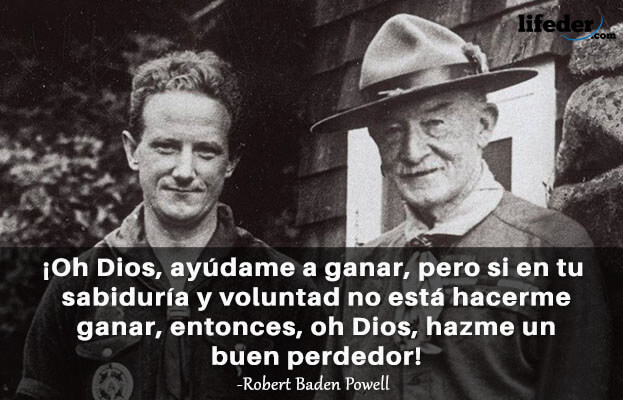 lifeder
.com
¡Oh Dios, ayúdame a ganar, pero si en tu
sabiduría y voluntad no está hacerme
ganar, entonces, oh Dios, hazme un
buen perdedor!
-Robert Baden Powell